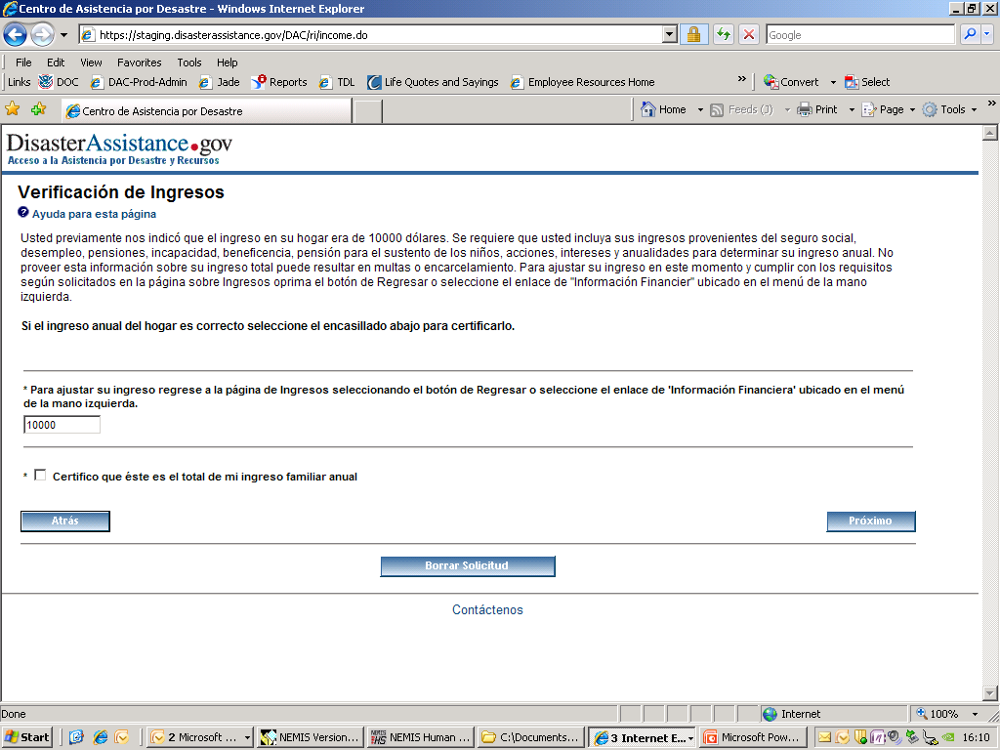 Centro de Asistencia por Desastre - Windows Internet Explorer
https://staging.disasterassistance.gov/DAC/ri/income.do
Google
File Edit View Favorites Tools Help
Links DOC DAC-Prod-Admin Jade Reports TDL Life Quotes and Sayings Employee Resources Home » Convert Select
Centro de Asistencia por Desastre
Home Feeds (J) Print Page Tools »
DisasterAssistance.gov
Acceso a la Asistencia por Desastre y Recursos
Verificación de Ingresos
? Ayuda para esta página
Usted previamente nos indicó que el ingreso en su hogar era de 10000 dólares. Se requiere que usted incluya sus ingresos provenientes del seguro social,
desempleo, pensiones, incapacidad, beneficencia, pensión para el sustento de los niños, acciones, intereses y anualidades para determinar su ingreso anual. No
proveer esta información sobre su ingreso total puede resultar en multas o encarcelamiento. Para ajustar su ingreso en este momento y cumplir con los requisitos
según solicitados en la página sobre Ingresos oprima el botón de Regresar o seleccione el enlace de "Información Financier" ubicado en el menú de la mano
izquierda.
Si el ingreso anual del hogar es correcto seleccione el encasillado abajo para certificarlo.
* Para ajustar su ingreso regrese a la página de Ingresos seleccionando el botón de Regresar o seleccione el enlace de 'Información Financiera' ubicado en el menú
de la mano izquierda.
10000
* Certifico que éste es el total de mi ingreso familiar anual
Atrás
Próximo
Borrar Solicitud
Contáctenos
Done Internet 100%
Start 2 Microsoft ... NEMIS Version... NEMIS Human ... C:\Documents... 3 Internet E... Microsoft Pow... 16:10